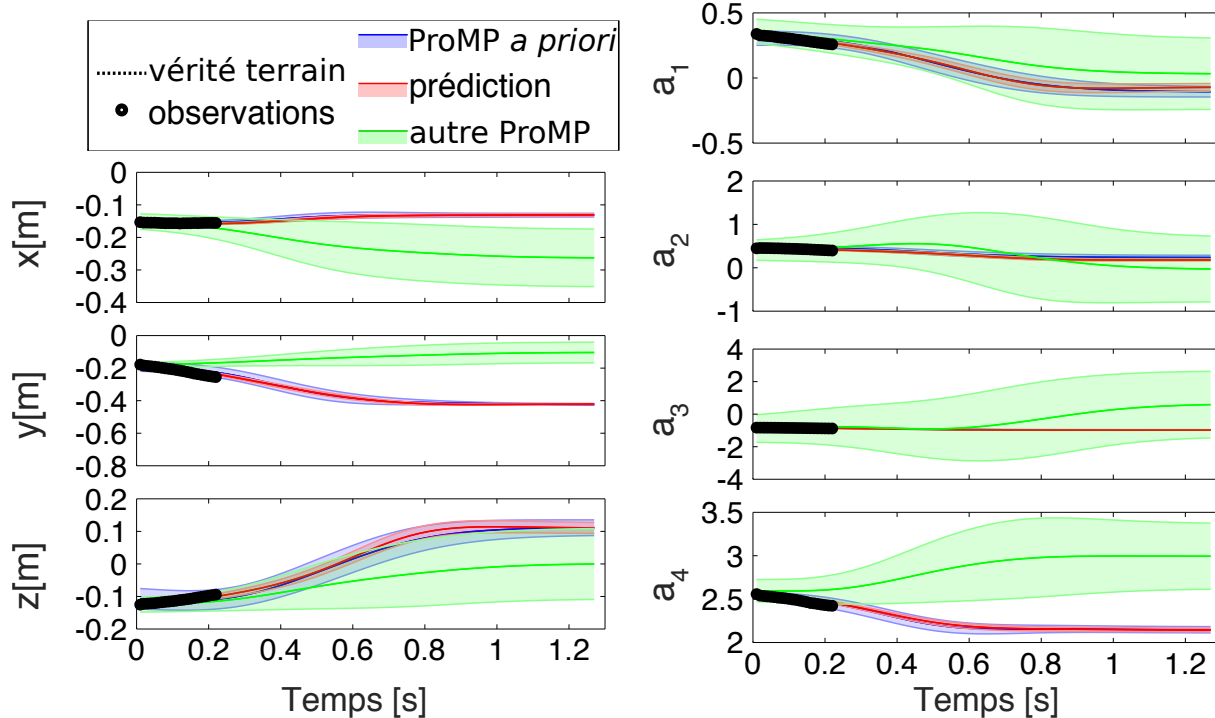 ProMP a priori
vérité terrain
prédiction
observations
autre ProMP
0
-0.1
-0.2
-0.3
-0.4
x[m]
0
-0.2
-0.4
-0.6
-0.8
y[m]
0.2
0.1
0
-0.1
-0.2
z[m]
0 0.2 0.4 0.6 0.8 1 1.2
Temps [s]
0.5
0
-0.5
a1
2
1
0
-1
a2
4
2
0
-2
-4
a3
3.5
3
2.5
2
a4
0 0.2 0.4 0.6 0.8 1 1.2
Temps [s]